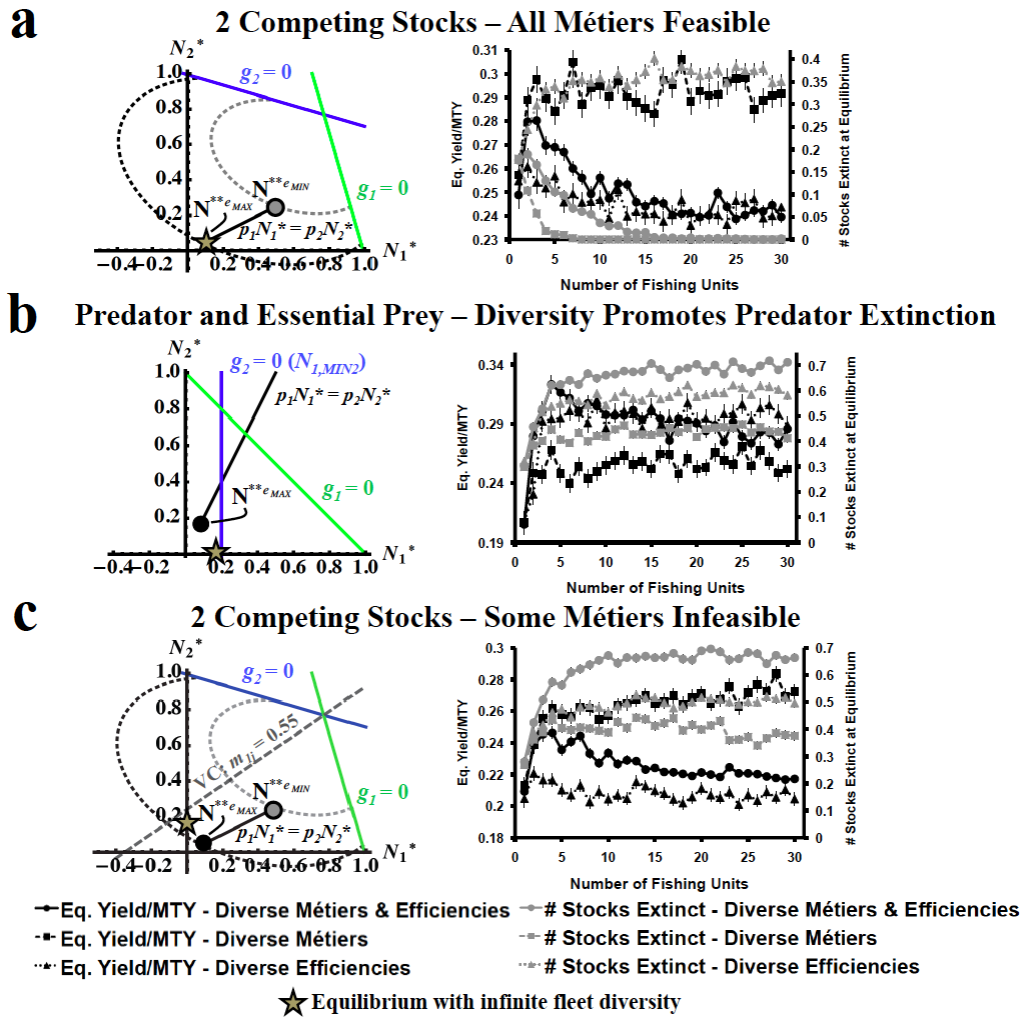 a 2 Competing Stocks – All Métiers Feasible
N2*
1.0
0.8
0.6
0.4
0.2
−0.4−0.2 0.2 0.4 0.6 0.8 1.0
N1*
g2 = 0
g1 = 0
N**eMIN
N**eMAX
p1N1* = p2N2*
Eq. Yield/MTY
0.31
0.3
0.29
0.28
0.27
0.26
0.25
0.24
0.23
0 5 10 15 20 25 30
Number of Fishing Units
0.4
0.35
0.3
0.25
0.2
0.15
0.1
0.05
0
# Stocks Extinct at Equilibrium
b Predator and Essential Prey – Diversity Promotes Predator Extinction
N2*
1.0
0.8
0.6
0.4
0.2
−0.4−0.2 0.2 0.4 0.6 0.8 1.0
N1*
g2 = 0 (N1,MIN2)
p1N1* = p2N2*
N**eMAX
g1 = 0
Eq. Yield/MTY
0.34
0.29
0.24
0.19
0 5 10 15 20 25 30
Number of Fishing Units
0.7
0.6
0.5
0.4
0.3
0.2
0.1
0
# Stocks Extinct at Equilibrium
c 2 Competing Stocks – Some Métiers Infeasible
N2*
1.0
0.8
0.6
0.4
0.2
−0.4−0.2 0.2 0.4 0.6 0.8 1.0
N1*
g2 = 0
VC: m1i = 0.55
g1 = 0
N**eMIN
N**eMAX
p1N1* = p2N2*
Eq. Yield/MTY
0.3
0.28
0.26
0.24
0.22
0.2
0.18
0 5 10 15 20 25 30
Number of Fishing Units
0.7
0.6
0.5
0.4
0.3
0.2
0.1
0
# Stocks Extinct at Equilibrium
Eq. Yield/MTY - Diverse Métiers & Efficiencies
Eq. Yield/MTY - Diverse Métiers
Eq. Yield/MTY - Diverse Efficiencies
# Stocks Extinct - Diverse Métiers & Efficiencies
# Stocks Extinct - Diverse Métiers
# Stocks Extinct - Diverse Efficiencies
Equilibrium with infinite fleet diversity